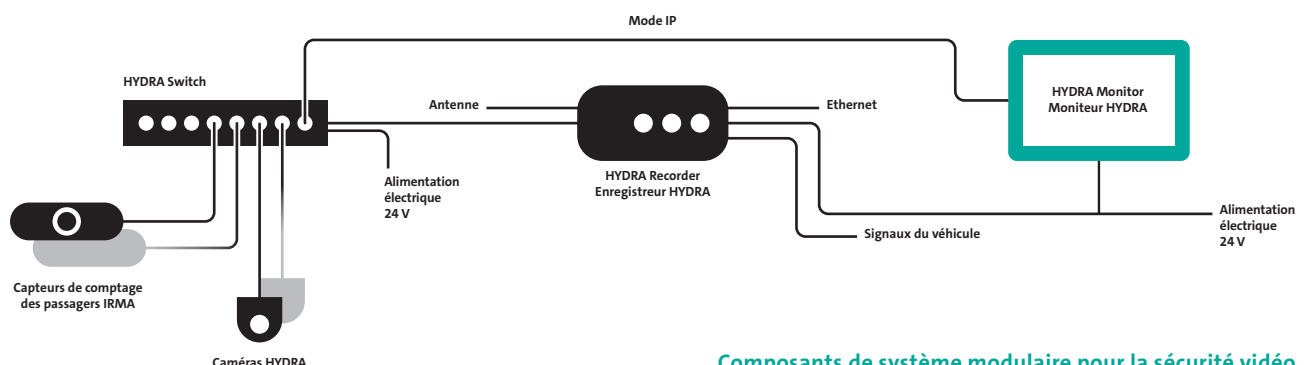 Mode IP
HYDRA Switch
HYDRA Monitor
Moniteur HYDRA
Antenne
Ethernet
HYDRA Recorder
Enregistreur HYDRA
Alimentation
électrique
24 V
Signaux du véhicule
Alimentation
électrique
24 V
Capteurs de comptage
des passagers IRMA
Caméras HYDRA
Composants de système modulaire pour la sécurité vidéo